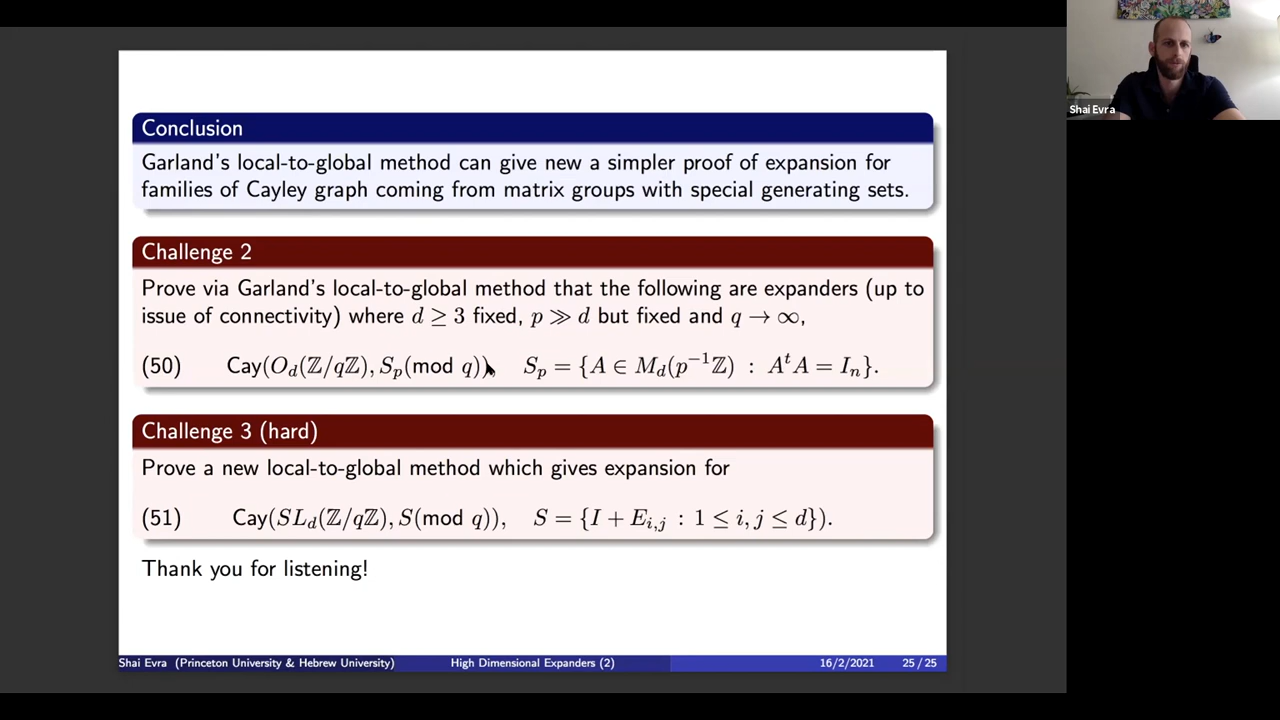 Shai Evra
Conclusion
Garland's local-to-global method can give new a simpler proof of expansion for
families of Cayley graph coming from matrix groups with special generating sets.
Challenge 2
Prove via Garland's local-to-global method that the following are expanders (up to
issue of connectivity) where d ≥ 3 fixed, p ≫ d but fixed and q → ∞,
(50) Cay(O_d(ℤ/qℤ), S_p(mod q)), S_p = {A ∈ M_d(p^{-1}ℤ) : A^tA = I_n}.
Challenge 3 (hard)
Prove a new local-to-global method which gives expansion for
(51) Cay(SL_d(ℤ/qℤ), S(mod q)), S = {I + E_{i,j} : 1 ≤ i, j ≤ d}).
Thank you for listening!
Shai Evra (Princeton University & Hebrew University) High Dimensional Expanders (2) 16/2/2021 25 / 25